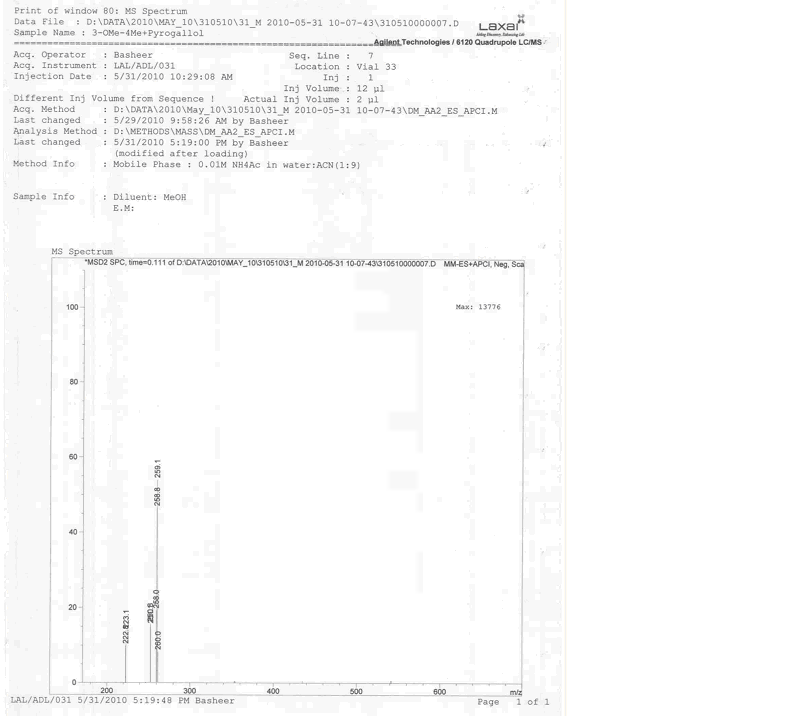 Print of window 80: MS Spectrum
Data File : D:\DATA\2010\MAY_10\310510\31_M 2010-05-31 10-07-43\310510000007.D
Laxai
Sample Name : 3-OMe-4Me+Pyrogallol
Agilent Technologies / 6120 Quadrupole LC/MS
Acq. Operator : Basheer Seq. Line : 7
Acq. Instrument : LAL/ADL/031 Location : Vial 33
Injection Date : 5/31/2010 10:29:08 AM Inj : 1
Inj Volume : 12 µl
Different Inj Volume from Sequence ! Actual Inj Volume : 2 µl
Acq. Method : D:\DATA\2010\May_10\310510\31_M 2010-05-31 10-07-43\DM_AA2_ES_APCI.M
Last changed : 5/29/2010 9:58:26 AM by Basheer
Analysis Method : D:\METHODS\MASS\DM_AA2_ES_APCI.M
Last changed : 5/31/2010 5:19:00 PM by Basheer
(modified after loading)
Method Info : Mobile Phase : 0.01M NH4Ac in water:ACN(1:9)
Sample Info : Diluent: MeOH
E.M:
MS Spectrum
*MSD2 SPC, time=0.111 of D:\DATA\2010\MAY_10\310510\31_M 2010-05-31 10-07-43\310510000007.D MM-ES+APCI, Neg, Sca
100
Max: 13776
80
60
259.1
258.8
40
20
258.0
223.1
222.8
260.0
0
200 300 400 500 600 m/z
LAL/ADL/031 5/31/2010 5:19:48 PM Basheer Page 1 of 1